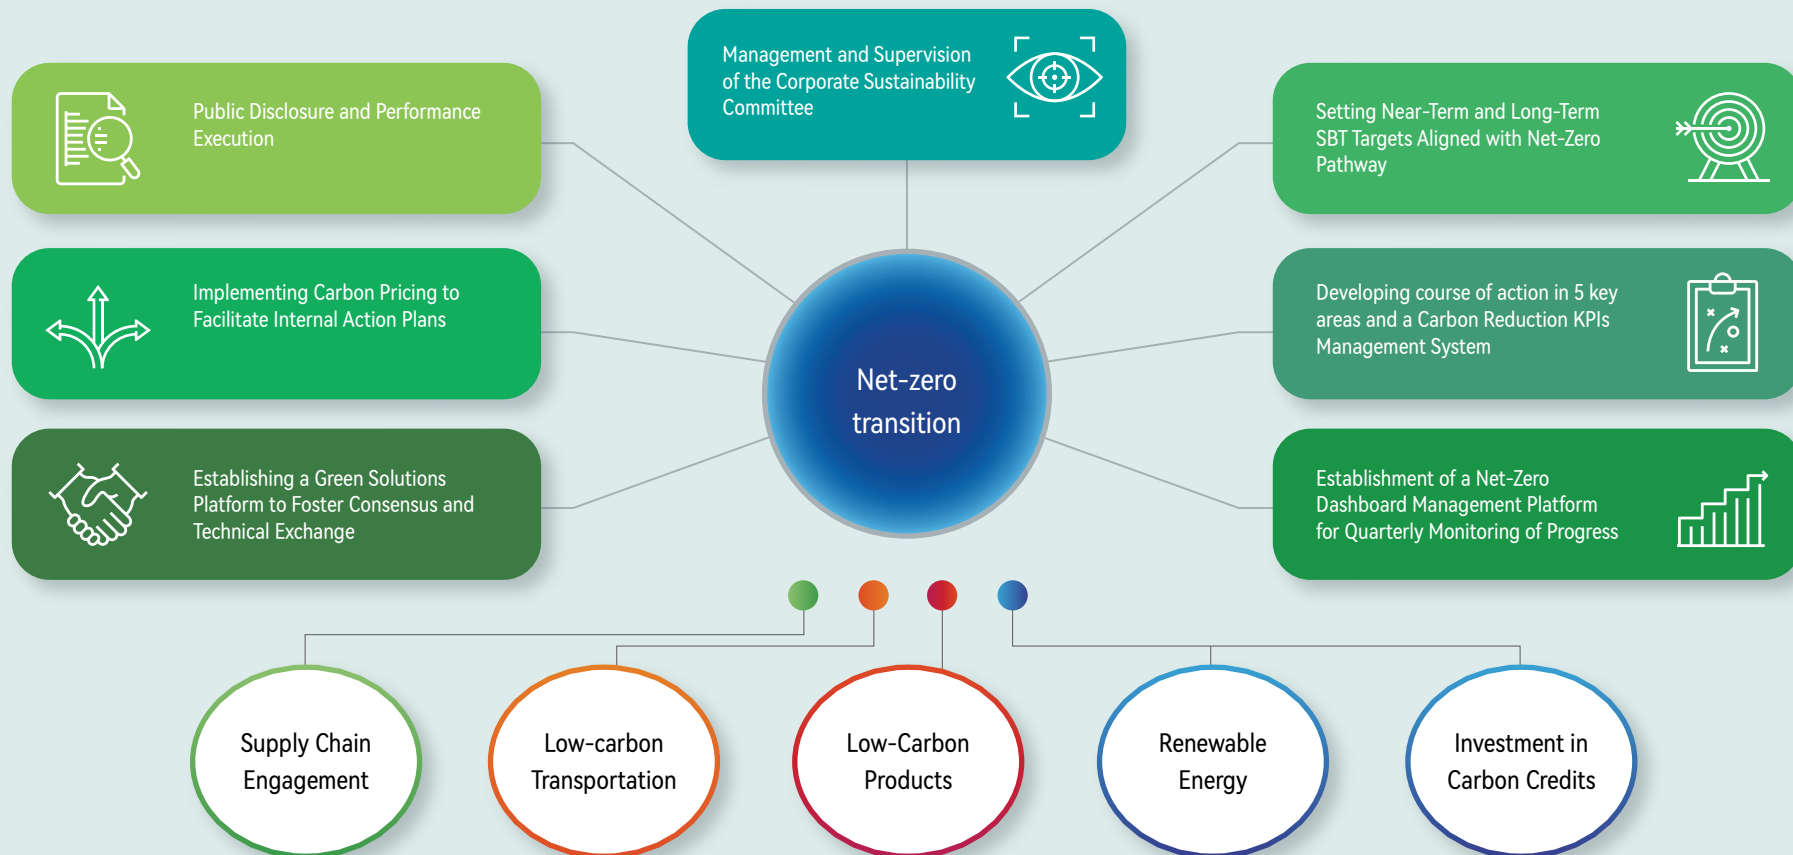 Management and Supervision
of the Corporate Sustainability
Committee
Public Disclosure and Performance
Execution
Setting Near-Term and Long-Term
SBT Targets Aligned with Net-Zero
Pathway
Implementing Carbon Pricing to
Facilitate Internal Action Plans
Developing course of action in 5 key
areas and a Carbon Reduction KPIs
Management System
Net-zero
transition
Establishing a Green Solutions
Platform to Foster Consensus and
Technical Exchange
Establishment of a Net-Zero
Dashboard Management Platform
for Quarterly Monitoring of Progress
Supply Chain
Engagement
Low-carbon
Transportation
Low-Carbon
Products
Renewable
Energy
Investment in
Carbon Credits